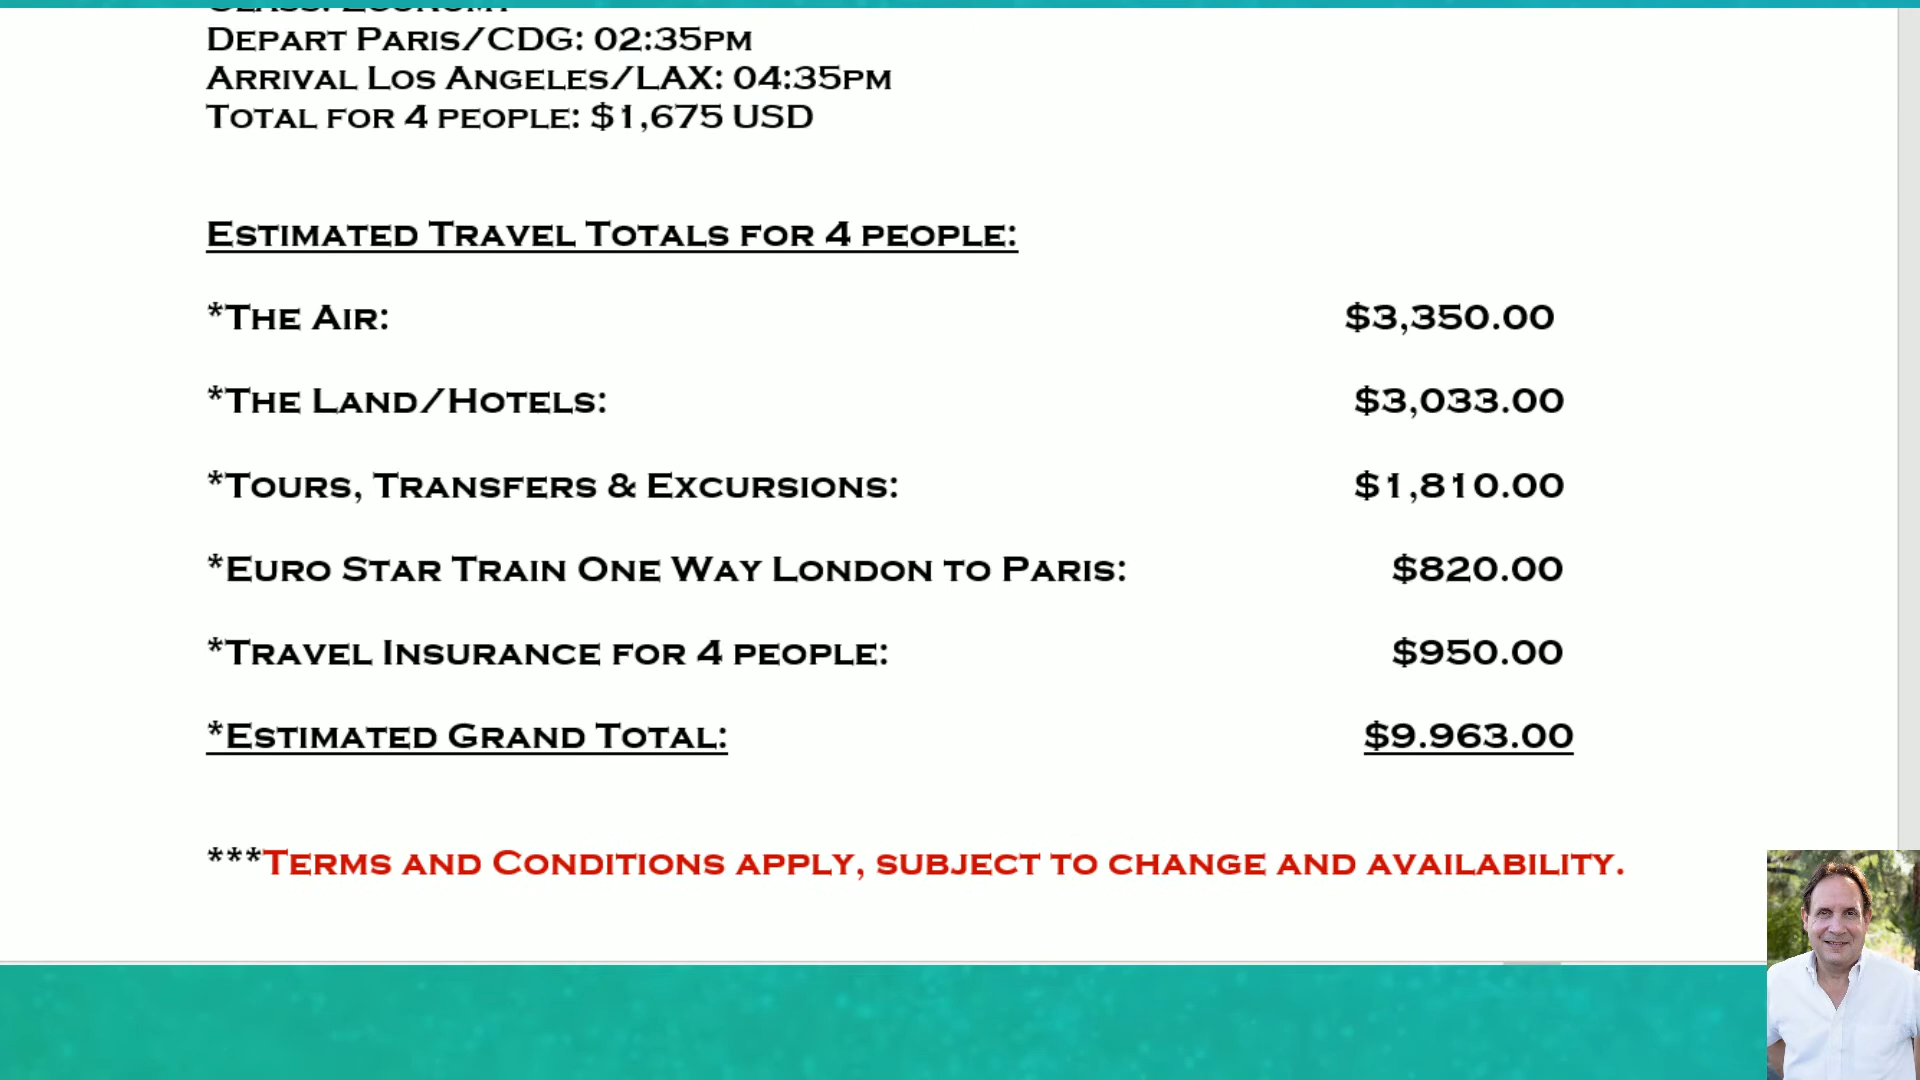 Class: Economy
Depart Paris/CDG: 02:35pm
Arrival Los Angeles/LAX: 04:35pm
Total for 4 people: $1,675 USD
Estimated Travel Totals for 4 people:
*The Air: $3,350.00
*The Land/Hotels: $3,033.00
*Tours, Transfers & Excursions: $1,810.00
*Euro Star Train One Way London to Paris: $820.00
*Travel Insurance for 4 people: $950.00
*Estimated Grand Total: $9.963.00
***Terms and Conditions apply, subject to change and availability.